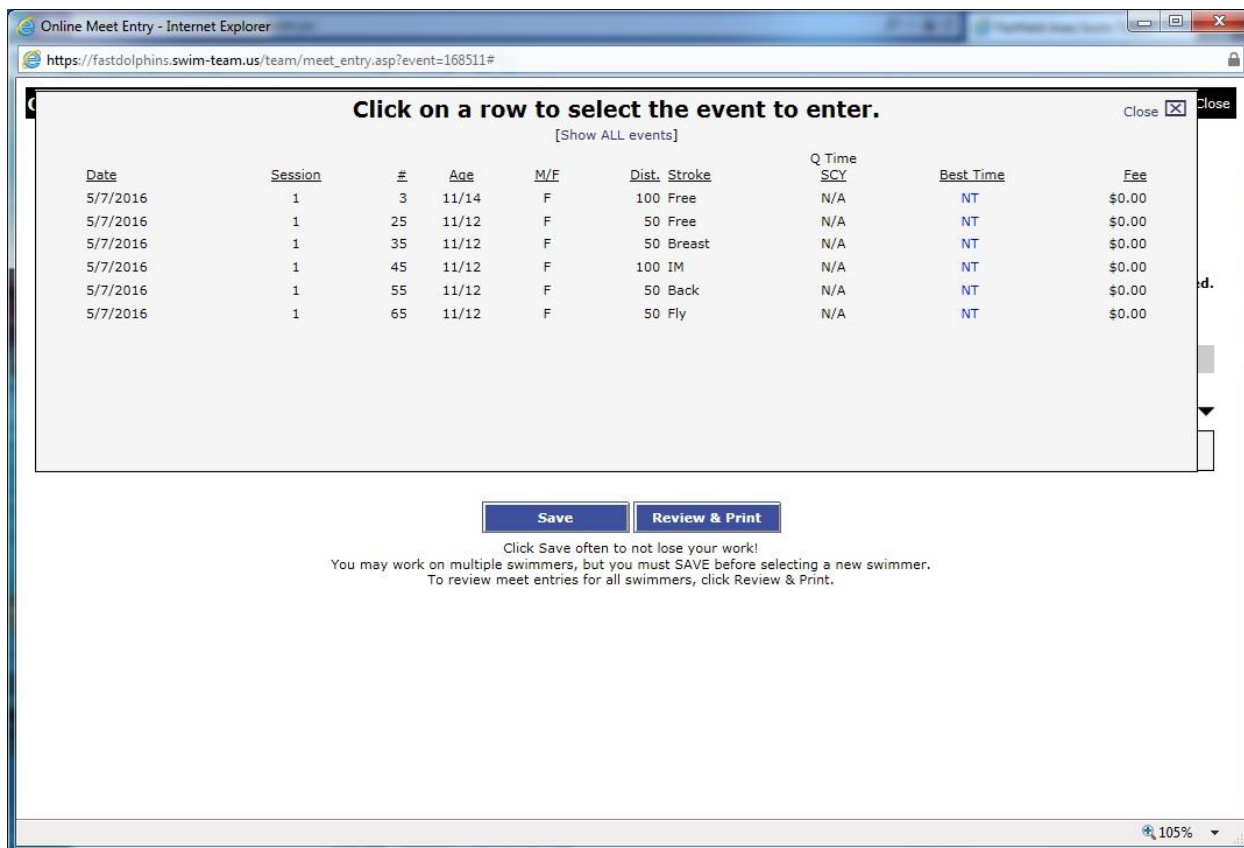 Online Meet Entry - Internet Explorer
https://fastdolphins.swim-team.us/team/meet_entry.asp?event=168511#
Click on a row to select the event to enter.
Close
Close
[Show ALL events]
Q Time
Date Session # Age M/F Dist. Stroke SCY Best Time Fee
5/7/2016 1 3 11/14 F 100 Free N/A NT $0.00
5/7/2016 1 25 11/12 F 50 Free N/A NT $0.00
5/7/2016 1 35 11/12 F 50 Breast N/A NT $0.00
5/7/2016 1 45 11/12 F 100 IM N/A NT $0.00
5/7/2016 1 55 11/12 F 50 Back N/A NT $0.00
5/7/2016 1 65 11/12 F 50 Fly N/A NT $0.00
Save Review & Print
Click Save often to not lose your work!
You may work on multiple swimmers, but you must SAVE before selecting a new swimmer.
To review meet entries for all swimmers, click Review & Print.
105%